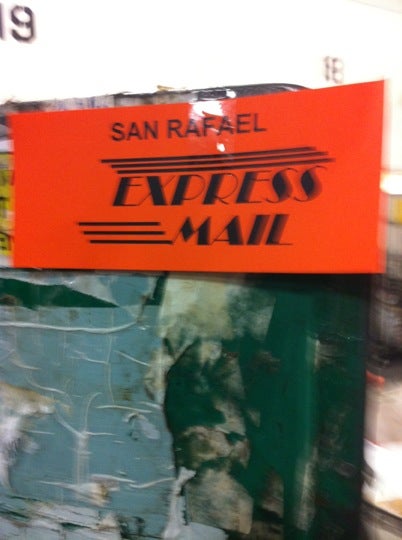 19
18
SAN RAFAEL
EXPRESS
MAIL